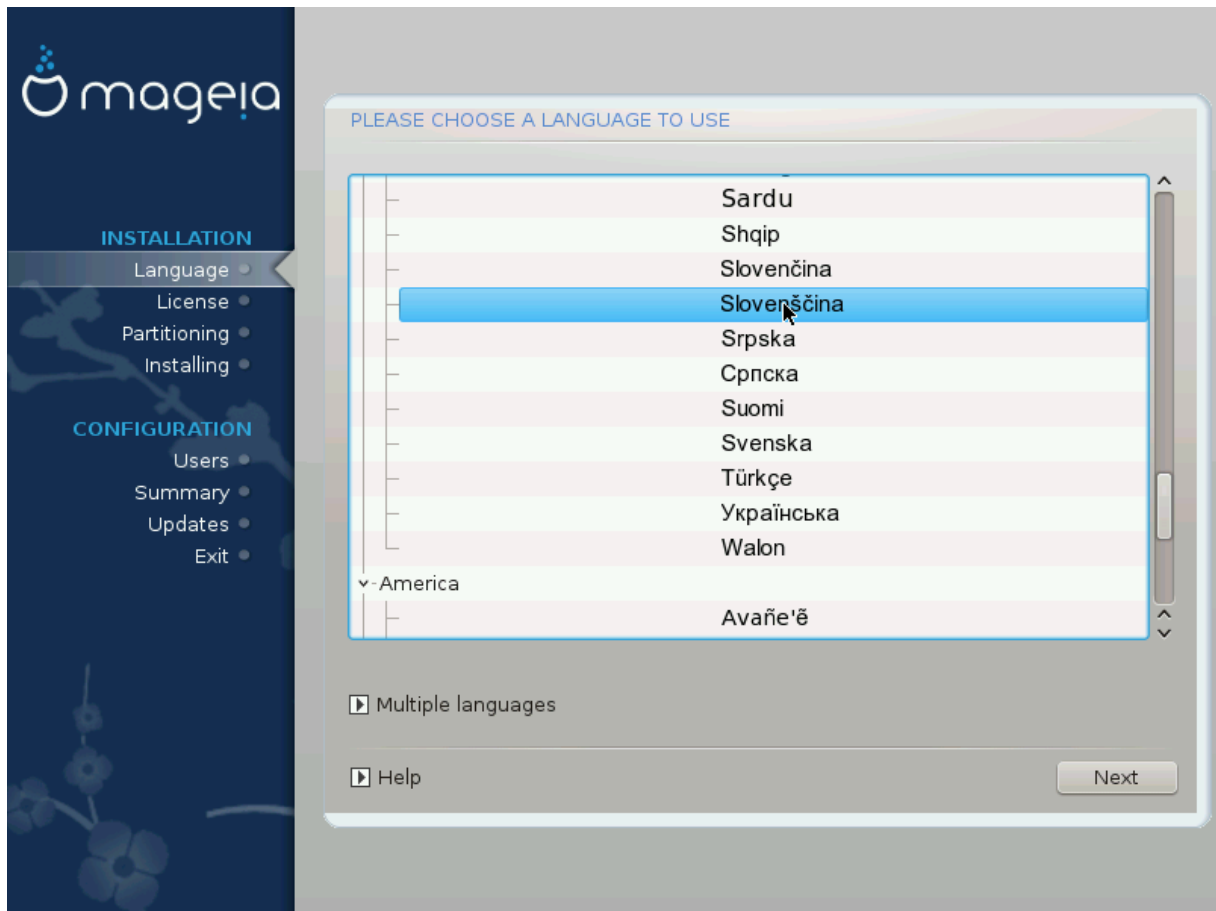 mageia
INSTALLATION
Language
License
Partitioning
Installing
CONFIGURATION
Users
Summary
Updates
Exit
PLEASE CHOOSE A LANGUAGE TO USE
Sardu
Shqip
Slovenčina
Slovenščina
Srpska
Српска
Suomi
Svenska
Türkçe
Українська
Walon
America
Avañe'ẽ
Multiple languages
Help
Next